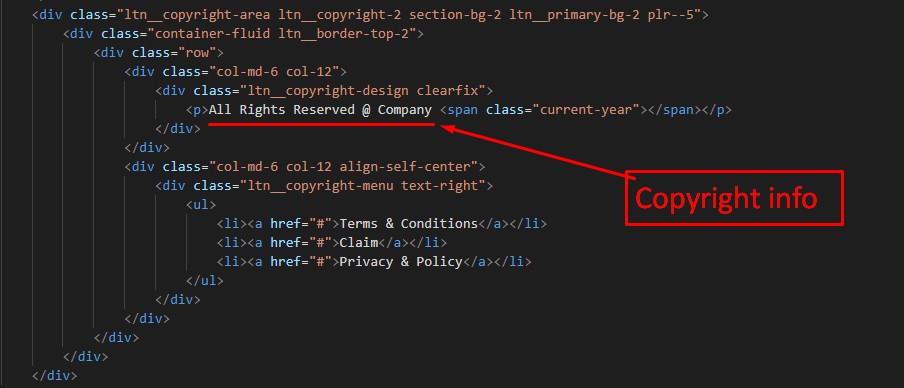 <div class="ltn__copyright-area ltn__copyright-2 section-bg-2 ltn__primary-bg-2 plr--5">
<div class="container-fluid ltn__border-top-2">
<div class="row">
<div class="col-md-6 col-12">
<div class="ltn__copyright-design clearfix">
<p>All Rights Reserved @ Company <span class="current-year"></span></p>
</div>
</div>
<div class="col-md-6 col-12 align-self-center">
<div class="ltn__copyright-menu text-right">
<ul>
<li><a href="#">Terms & Conditions</a></li>
<li><a href="#">Claim</a></li>
<li><a href="#">Privacy & Policy</a></li>
</ul>
</div>
</div>
</div>
</div>
</div>
Copyright info